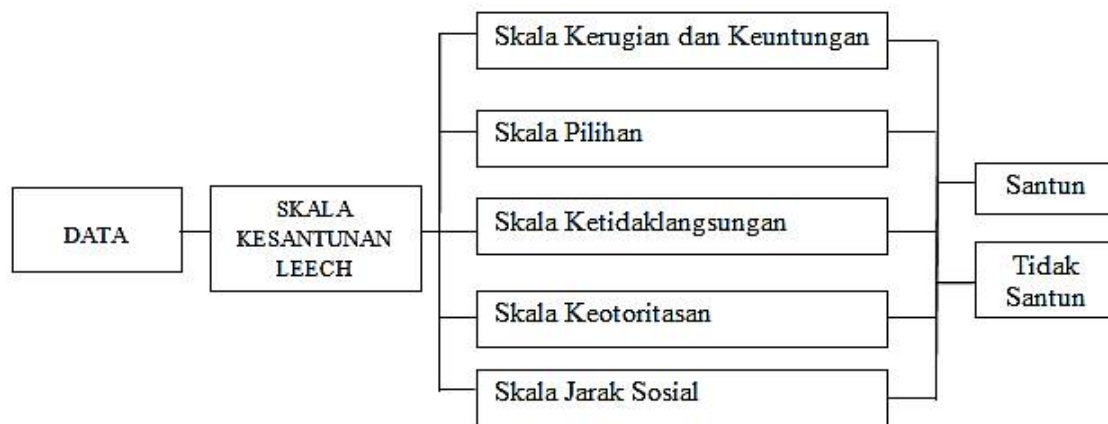 DATA
SKALA
KESANTUNAN
LEECH
Skala Kerugian dan Keuntungan
Skala Pilihan
Skala Ketidaklangsungan
Skala Keotoritasan
Skala Jarak Sosial
Santun
Tidak
Santun